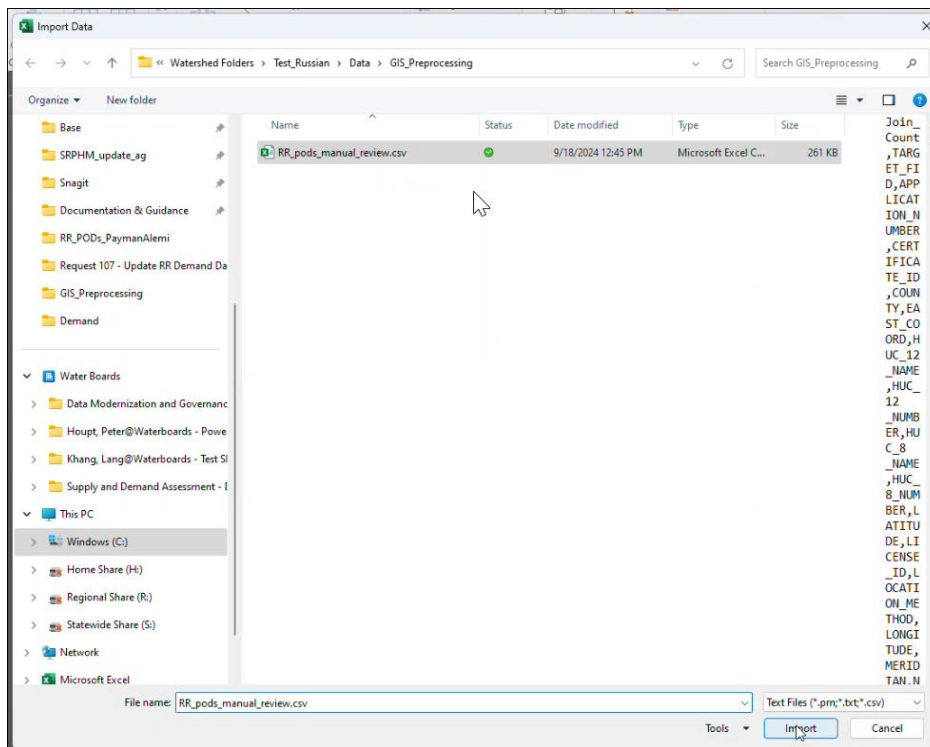 Import Data
« Watershed Folders > Test_Russian > Data > GIS_Preprocessing
Search GIS_Preprocessing
Organize
New folder
Name
Status
Date modified
Type
Size
RR_pods_manual_review.csv
9/18/2024 12:45 PM
Microsoft Excel C...
261 KB
Base
SRPHM_update_ag
Snagit
Documentation & Guidance
RR_PODs_PaymanAlemi
Request 107 - Update RR Demand Da
GIS_Preprocessing
Demand
Water Boards
Data Modernization and Governanc
Houpt, Peter@Waterboards - Powe
Khang, Lang@Waterboards - Test Sl
Supply and Demand Assessment - D
This PC
Windows (C:)
Home Share (H:)
Regional Share (R:)
Statewide Share (S:)
Network
Microsoft Excel
Join_
Count
,TARG
ET_FI
D,APP
LICAT
ION_N
UMBER
,CERT
IFICA
TE_ID
,COUN
TY,EA
ST_CO
ORD,H
UC_12
_NAME
,HUC_
12
_NUMB
ER,HU
C_8
_NAME
,HUC_
8_NUM
BER,L
ATITU
DE,LI
CENSE
_ID,L
OCATI
ON_ME
THOD,
LONGI
TUDE,
MERID
IAN,N
File name:
RR_pods_manual_review.csv
Text Files (*.prn;*.txt;*.csv)
Tools
Import
Cancel